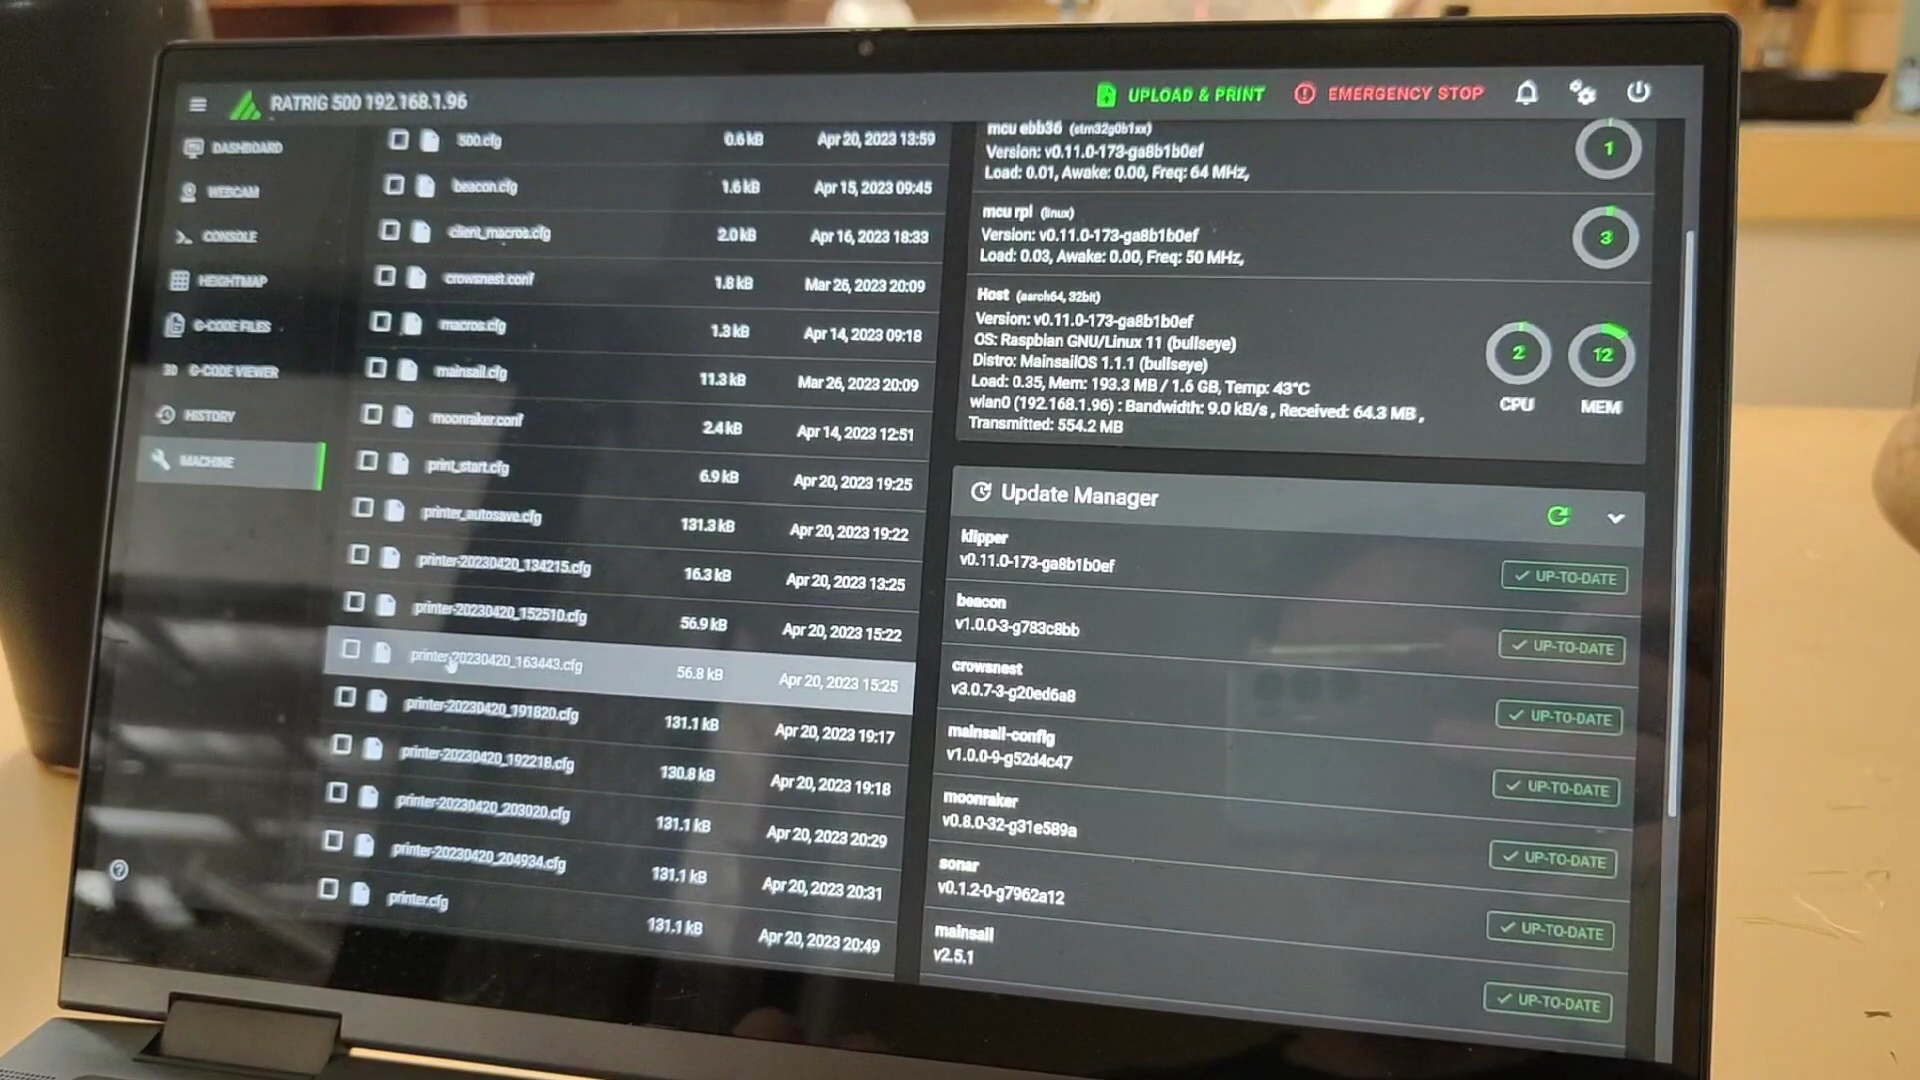 RATRIG 500 192.168.1.96
UPLOAD & PRINT
EMERGENCY STOP
DASHBOARD
WEBCAM
CONSOLE
HEIGHTMAP
G-CODE FILES
3D G-CODE VIEWER
HISTORY
MACHINE
500.cfg 0.6 kB Apr 20, 2023 13:59
beacon.cfg 1.6 kB Apr 15, 2023 09:45
client_macros.cfg 2.0 kB Apr 16, 2023 18:33
crowsnest.conf 1.8 kB Mar 26, 2023 20:09
macros.cfg 1.3 kB Apr 14, 2023 09:18
mainsail.cfg 11.3 kB Mar 26, 2023 20:09
moonraker.conf 2.4 kB Apr 14, 2023 12:51
print_start.cfg 6.9 kB Apr 20, 2023 19:25
printer_autosave.cfg 131.3 kB Apr 20, 2023 19:22
printer-20230420_134215.cfg 16.3 kB Apr 20, 2023 13:25
printer-20230420_152510.cfg 56.9 kB Apr 20, 2023 15:22
printer-20230420_163443.cfg 56.8 kB Apr 20, 2023 15:25
printer-20230420_191820.cfg 131.1 kB Apr 20, 2023 19:17
printer-20230420_192218.cfg 130.8 kB Apr 20, 2023 19:18
printer-20230420_203020.cfg 131.1 kB Apr 20, 2023 20:29
printer-20230420_204934.cfg 131.1 kB Apr 20, 2023 20:31
printer.cfg 131.1 kB Apr 20, 2023 20:49
mcu ebb36 (stm32g0b1xx)
Version: v0.11.0-173-ga8b1b0ef
Load: 0.01, Awake: 0.00, Freq: 64 MHz,
1
mcu rpi (linux)
Version: v0.11.0-173-ga8b1b0ef
Load: 0.03, Awake: 0.00, Freq: 50 MHz,
3
Host (aarch64, 32bit)
Version: v0.11.0-173-ga8b1b0ef
OS: Raspbian GNU/Linux 11 (bullseye)
Distro: MainsailOS 1.1.1 (bullseye)
Load: 0.35, Mem: 193.3 MB / 1.6 GB, Temp: 43°C
wlan0 (192.168.1.96) : Bandwidth: 9.0 kB/s , Received: 64.3 MB ,
Transmitted: 554.2 MB
2 12
CPU MEM
Update Manager
klipper
v0.11.0-173-ga8b1b0ef
UP-TO-DATE
beacon
v1.0.0-3-g783c8bb
UP-TO-DATE
crowsnest
v3.0.7-3-g20ed6a8
UP-TO-DATE
mainsail-config
v1.0.0-9-g52d4c47
UP-TO-DATE
moonraker
v0.8.0-32-g31e589a
UP-TO-DATE
sonar
v0.1.2-0-g7962a12
UP-TO-DATE
mainsail
v2.5.1
UP-TO-DATE